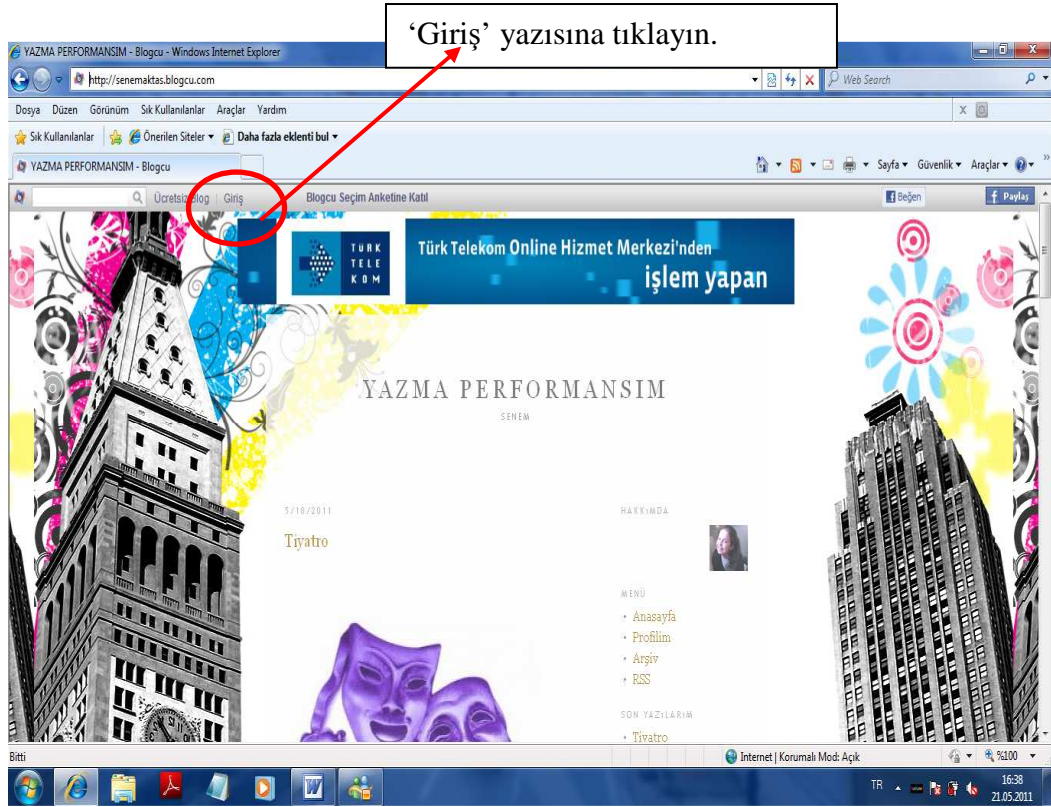 ‘Giriş’ yazısına tıklayın.
YAZMA PERFORMANSIM - Blogcu - Windows Internet Explorer
http://senemaktas.blogcu.com
Web Search
Dosya Düzen Görünüm Sık Kullanılanlar Araçlar Yardım
Sık Kullanılanlar Önerilen Siteler Daha fazla eklenti bul
YAZMA PERFORMANSIM - Blogcu
Sayfa Güvenlik Araçlar
Ücretsiz Blog Giriş Blogcu Seçim Anketine Katıl
Beğen Paylaş
TÜRK TELEKOM
Türk Telekom Online Hizmet Merkezi'nden
işlem yapan
YAZMA PERFORMANSIM
SENEM
5/18/2011
Tiyatro
HAKKıMDA
MENÜ
Anasayfa
Profilim
Arşiv
RSS
SON YAZıLARıM
Tiyatro
Bitti
Internet | Korumalı Mod: Açık
%100
TR
16:38
21.05.2011